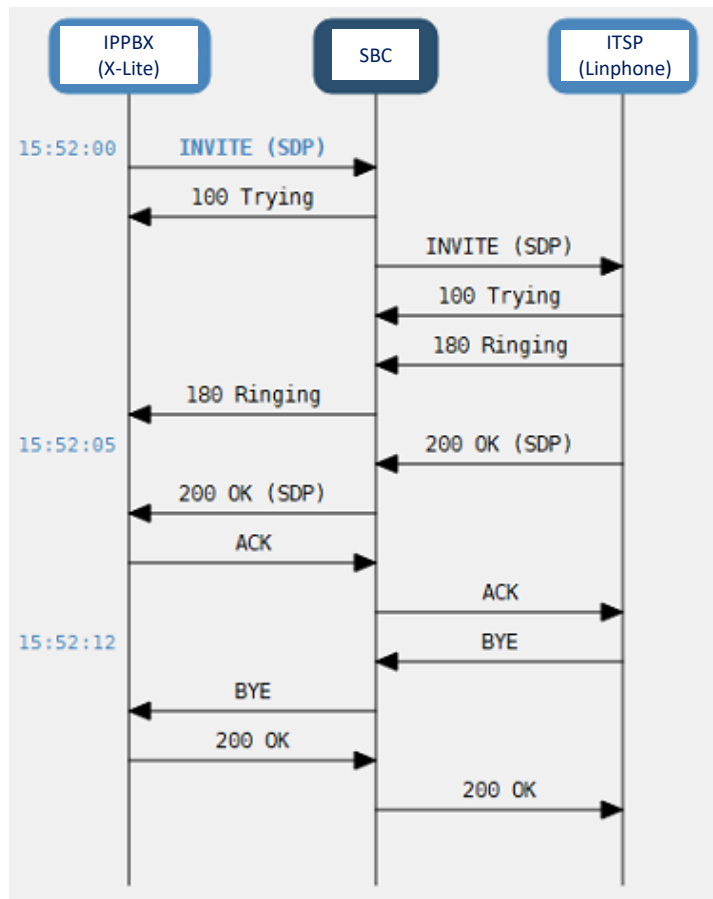 IPPBX
(X-Lite)
SBC
ITSP
(Linphone)
15:52:00
INVITE (SDP)
100 Trying
INVITE (SDP)
100 Trying
180 Ringing
180 Ringing
15:52:05
200 OK (SDP)
200 OK (SDP)
ACK
ACK
15:52:12
BYE
BYE
200 OK
200 OK